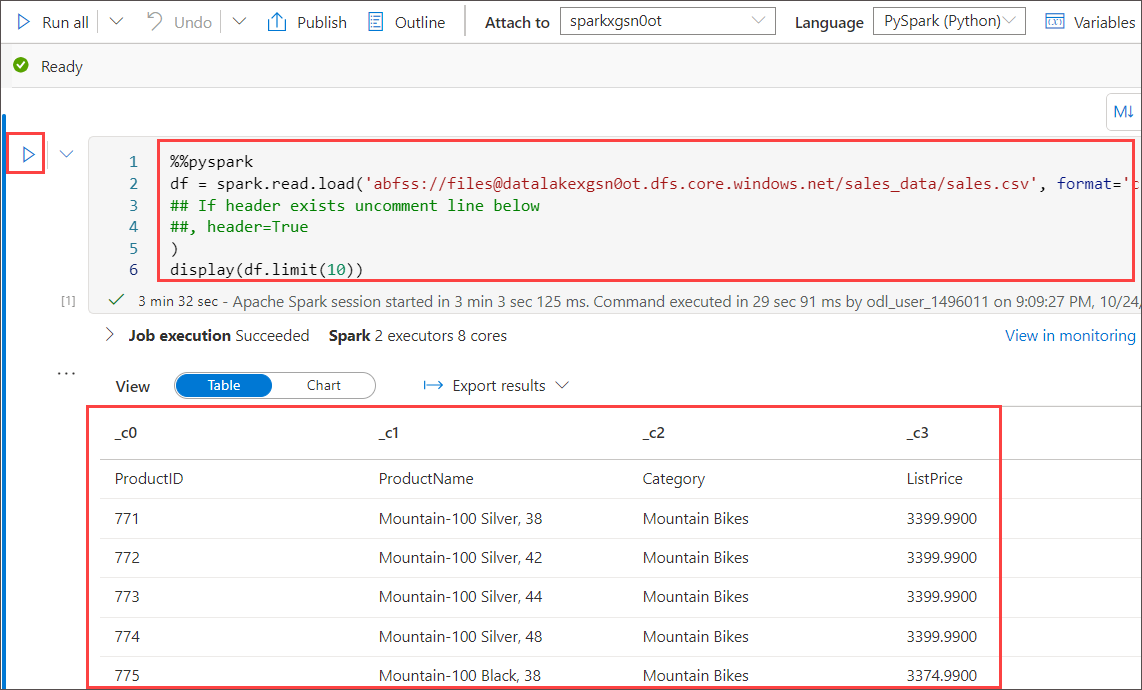 Run all Undo Publish Outline Attach to sparkxgsn0ot Language PySpark (Python) Variables
Ready
M↓
1 %%pyspark
2 df = spark.read.load('abfss://files@datalakexgsn0ot.dfs.core.windows.net/sales_data/sales.csv', format='c
3 ## If header exists uncomment line below
4 ##, header=True
5 )
6 display(df.limit(10))
[1] 3 min 32 sec - Apache Spark session started in 3 min 3 sec 125 ms. Command executed in 29 sec 91 ms by odl_user_1496011 on 9:09:27 PM, 10/24,
Job execution Succeeded Spark 2 executors 8 cores View in monitoring
...
View Table Chart Export results
_c0 _c1 _c2 _c3
ProductID ProductName Category ListPrice
771 Mountain-100 Silver, 38 Mountain Bikes 3399.9900
772 Mountain-100 Silver, 42 Mountain Bikes 3399.9900
773 Mountain-100 Silver, 44 Mountain Bikes 3399.9900
774 Mountain-100 Silver, 48 Mountain Bikes 3399.9900
775 Mountain-100 Black, 38 Mountain Bikes 3374.9900